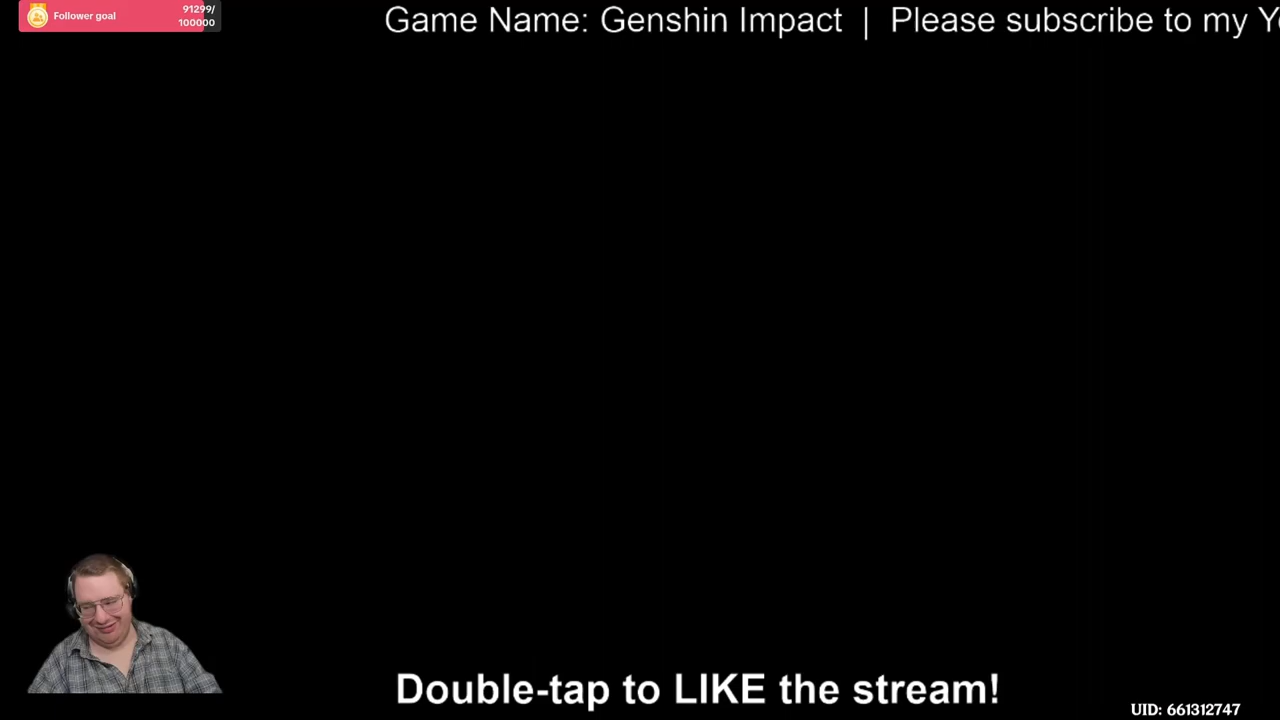 Follower goal
91299/
100000
Game Name: Genshin Impact | Please subscribe to my
Double-tap to LIKE the stream!
UID: 661312747